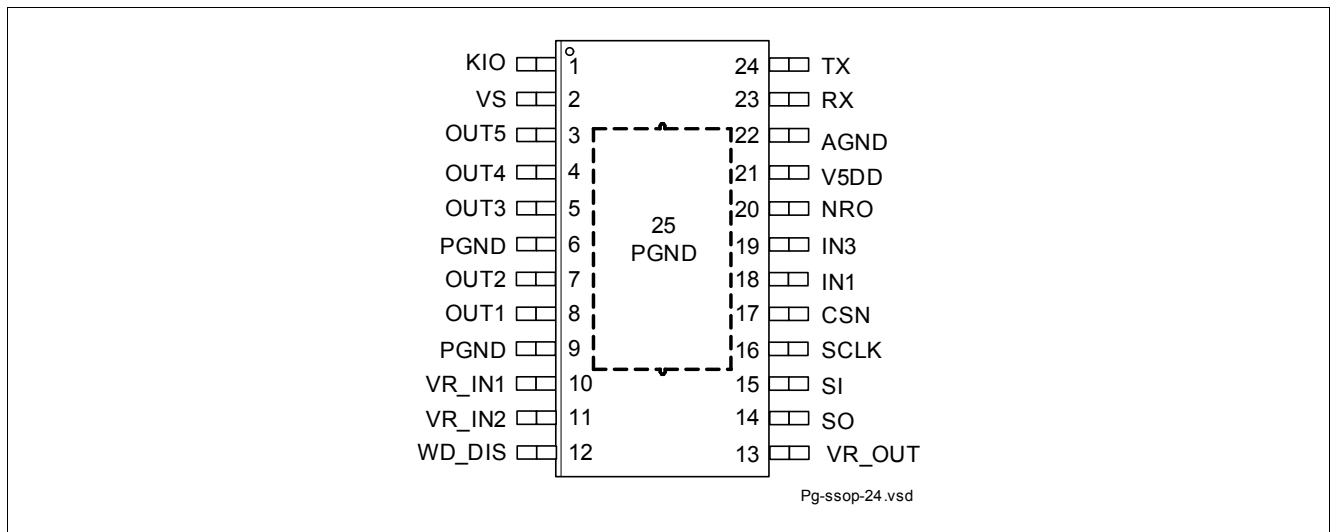 KIO 1 24 TX
VS 2 23 RX
OUT5 3 22 AGND
OUT4 4 21 V5DD
OUT3 5 20 NRO
PGND 6 19 IN3
OUT2 7 18 IN1
OUT1 8 17 CSN
PGND 9 16 SCLK
VR_IN1 10 15 SI
VR_IN2 11 14 SO
WD_DIS 12 13 VR_OUT
25
PGND
Pg-ssop-24.vsd